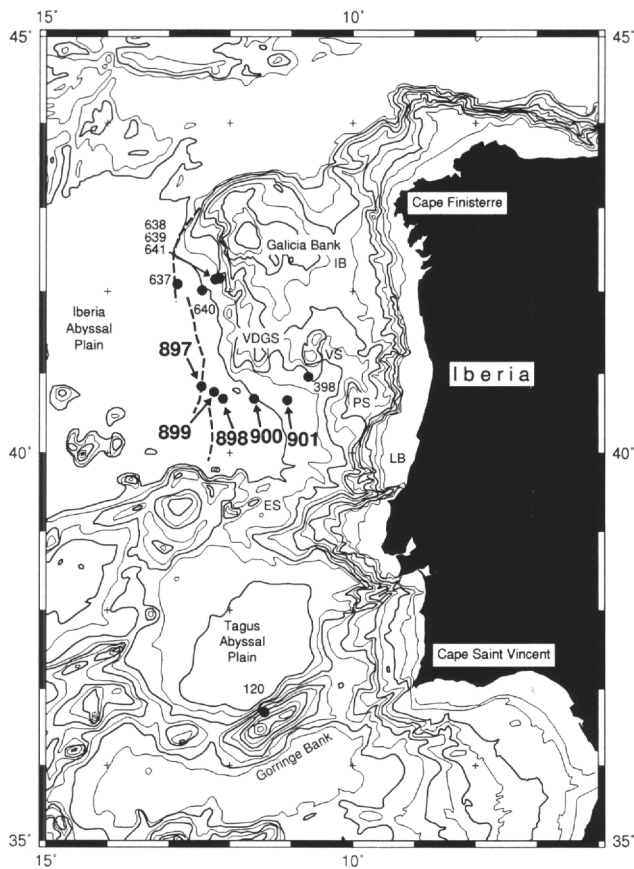 15° 10°
45° 45°
Cape Finisterre
638
639
641
Galicia Bank
IB
637
640
Iberia
Abyssal
Plain
VDGS
VS
897
398
Iberia
PS
899
898 900 901
40° LB 40°
ES
Tagus
Abyssal
Plain
Cape Saint Vincent
120
Gorringe Bank
35° 35°
15° 10°